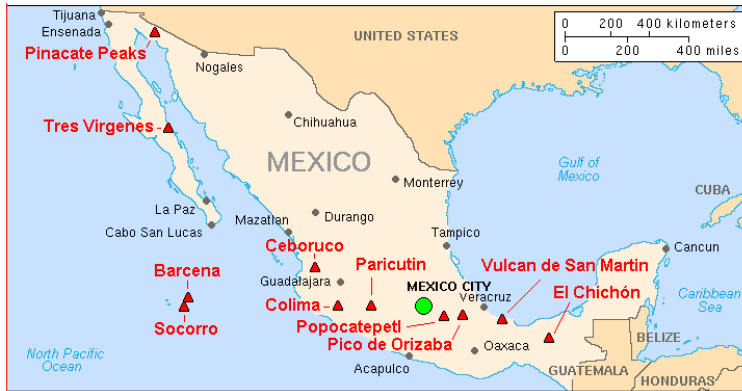 Tijuana
Ensenada
Pinacate Peaks
Nogales
UNITED STATES
0 200 400 kilometers
0 200 400 miles
Tres Virgenes
Chihuahua
MEXICO
Monterrey
Gulf of
Mexico
CUBA
La Paz
Cabo San Lucas
Mazatlan
Durango
Tampico
Cancun
Ceboruco
Guadalajara
Paricutin
MEXICO CITY
Vulcan de San Martin
Barcena
Socorro
Colima
Veracruz
El Chichón
Caribbean
Sea
Popocatepetl
Pico de Orizaba
Oaxaca
Acapulco
BELIZE
North Pacific
Ocean
GUATEMALA
HONDURAS